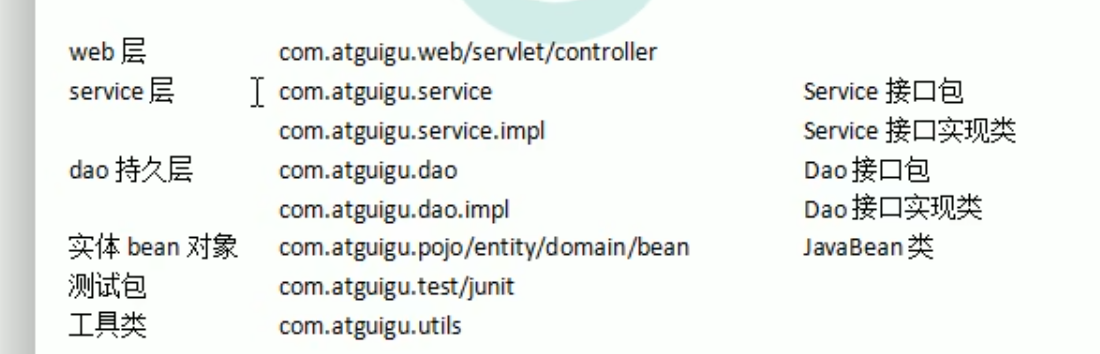 web 层 com.atguigu.web/servlet/controller
service 层 com.atguigu.service Service 接口包
com.atguigu.service.impl Service 接口实现类
dao 持久层 com.atguigu.dao Dao 接口包
com.atguigu.dao.impl Dao 接口实现类
实体 bean 对象 com.atguigu.pojo/entity/domain/bean JavaBean 类
测试包 com.atguigu.test/junit
工具类 com.atguigu.utils